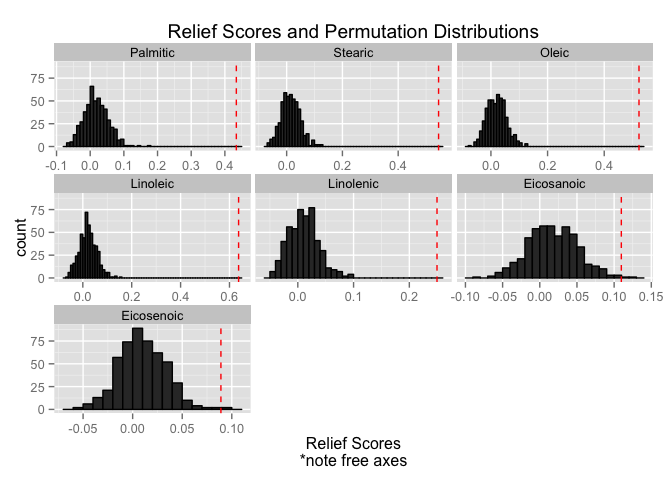 Relief Scores and Permutation Distributions
Palmitic Stearic Oleic
75
50
25
0
-0.1 0.0 0.1 0.2 0.3 0.4 0.0 0.2 0.4 0.0 0.2 0.4
Linoleic Linolenic Eicosanoic
75
50
25
0
0.0 0.2 0.4 0.6 0.0 0.1 0.2 -0.10 -0.05 0.00 0.05 0.10 0.15
count
Eicosenoic
75
50
25
0
-0.05 0.00 0.05 0.10
Relief Scores
*note free axes